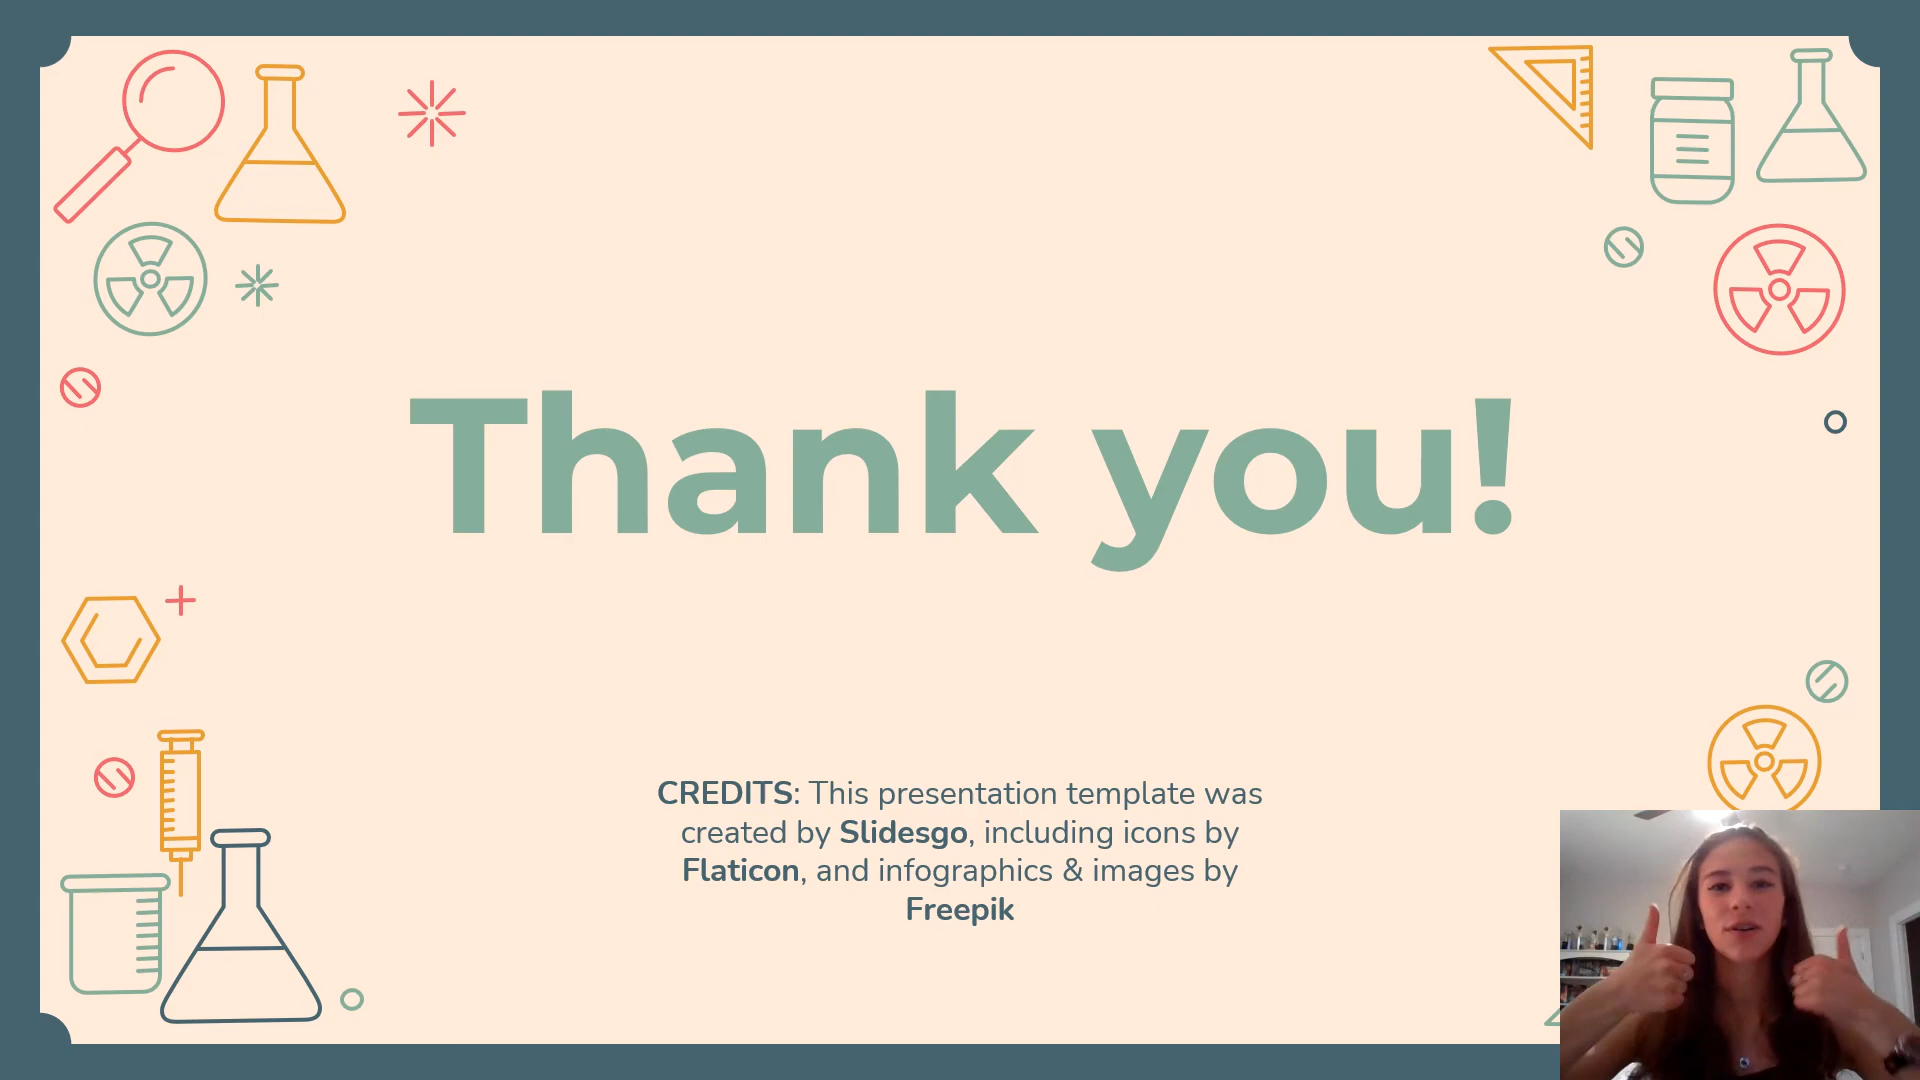 Thank you!
CREDITS: This presentation template was
created by Slidesgo, including icons by
Flaticon, and infographics & images by
Freepik